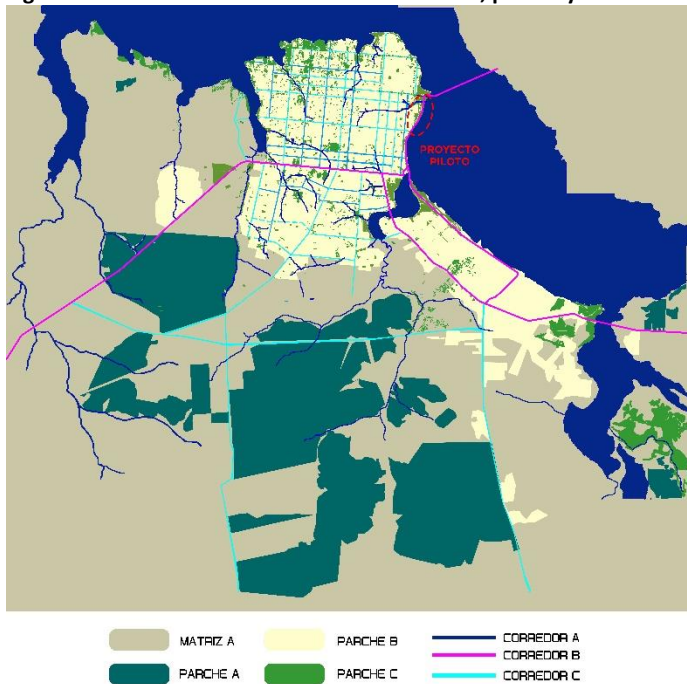 PROYECTO
PILOTO
MATRIZ A
PARCHE B
CORREDOR A
CORREDOR B
PARCHE A
PARCHE C
CORREDOR C